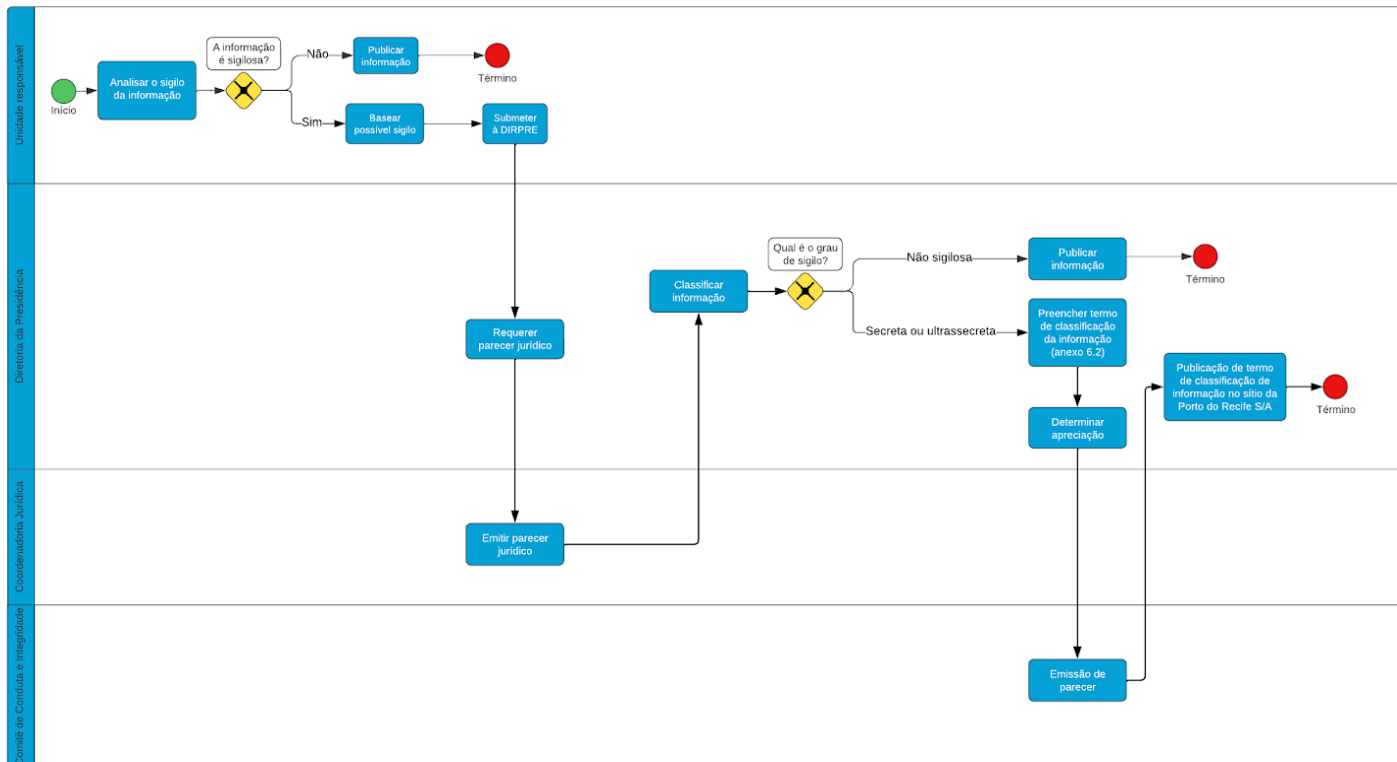 Unidade responsável
Início
Analisar o sigilo
da informação
A informação
é sigilosa?
Não
Publicar
informação
Término
Sim
Basear
possível sigilo
Submeter
à DIRPRE
Diretoria da Presidência
Requerer
parecer jurídico
Classificar
informação
Qual é o grau
de sigilo?
Não sigilosa
Publicar
informação
Término
Secreta ou ultrassecreta
Preencher termo
de classificação
da informação
(anexo 6.2)
Determinar
apreciação
Publicação de termo
de classificação de
informação no sítio da
Porto do Recife S/A
Término
Coordenadoria Jurídica
Emitir parecer
jurídico
Comitê de Conduta e Integridade
Emissão de
parecer